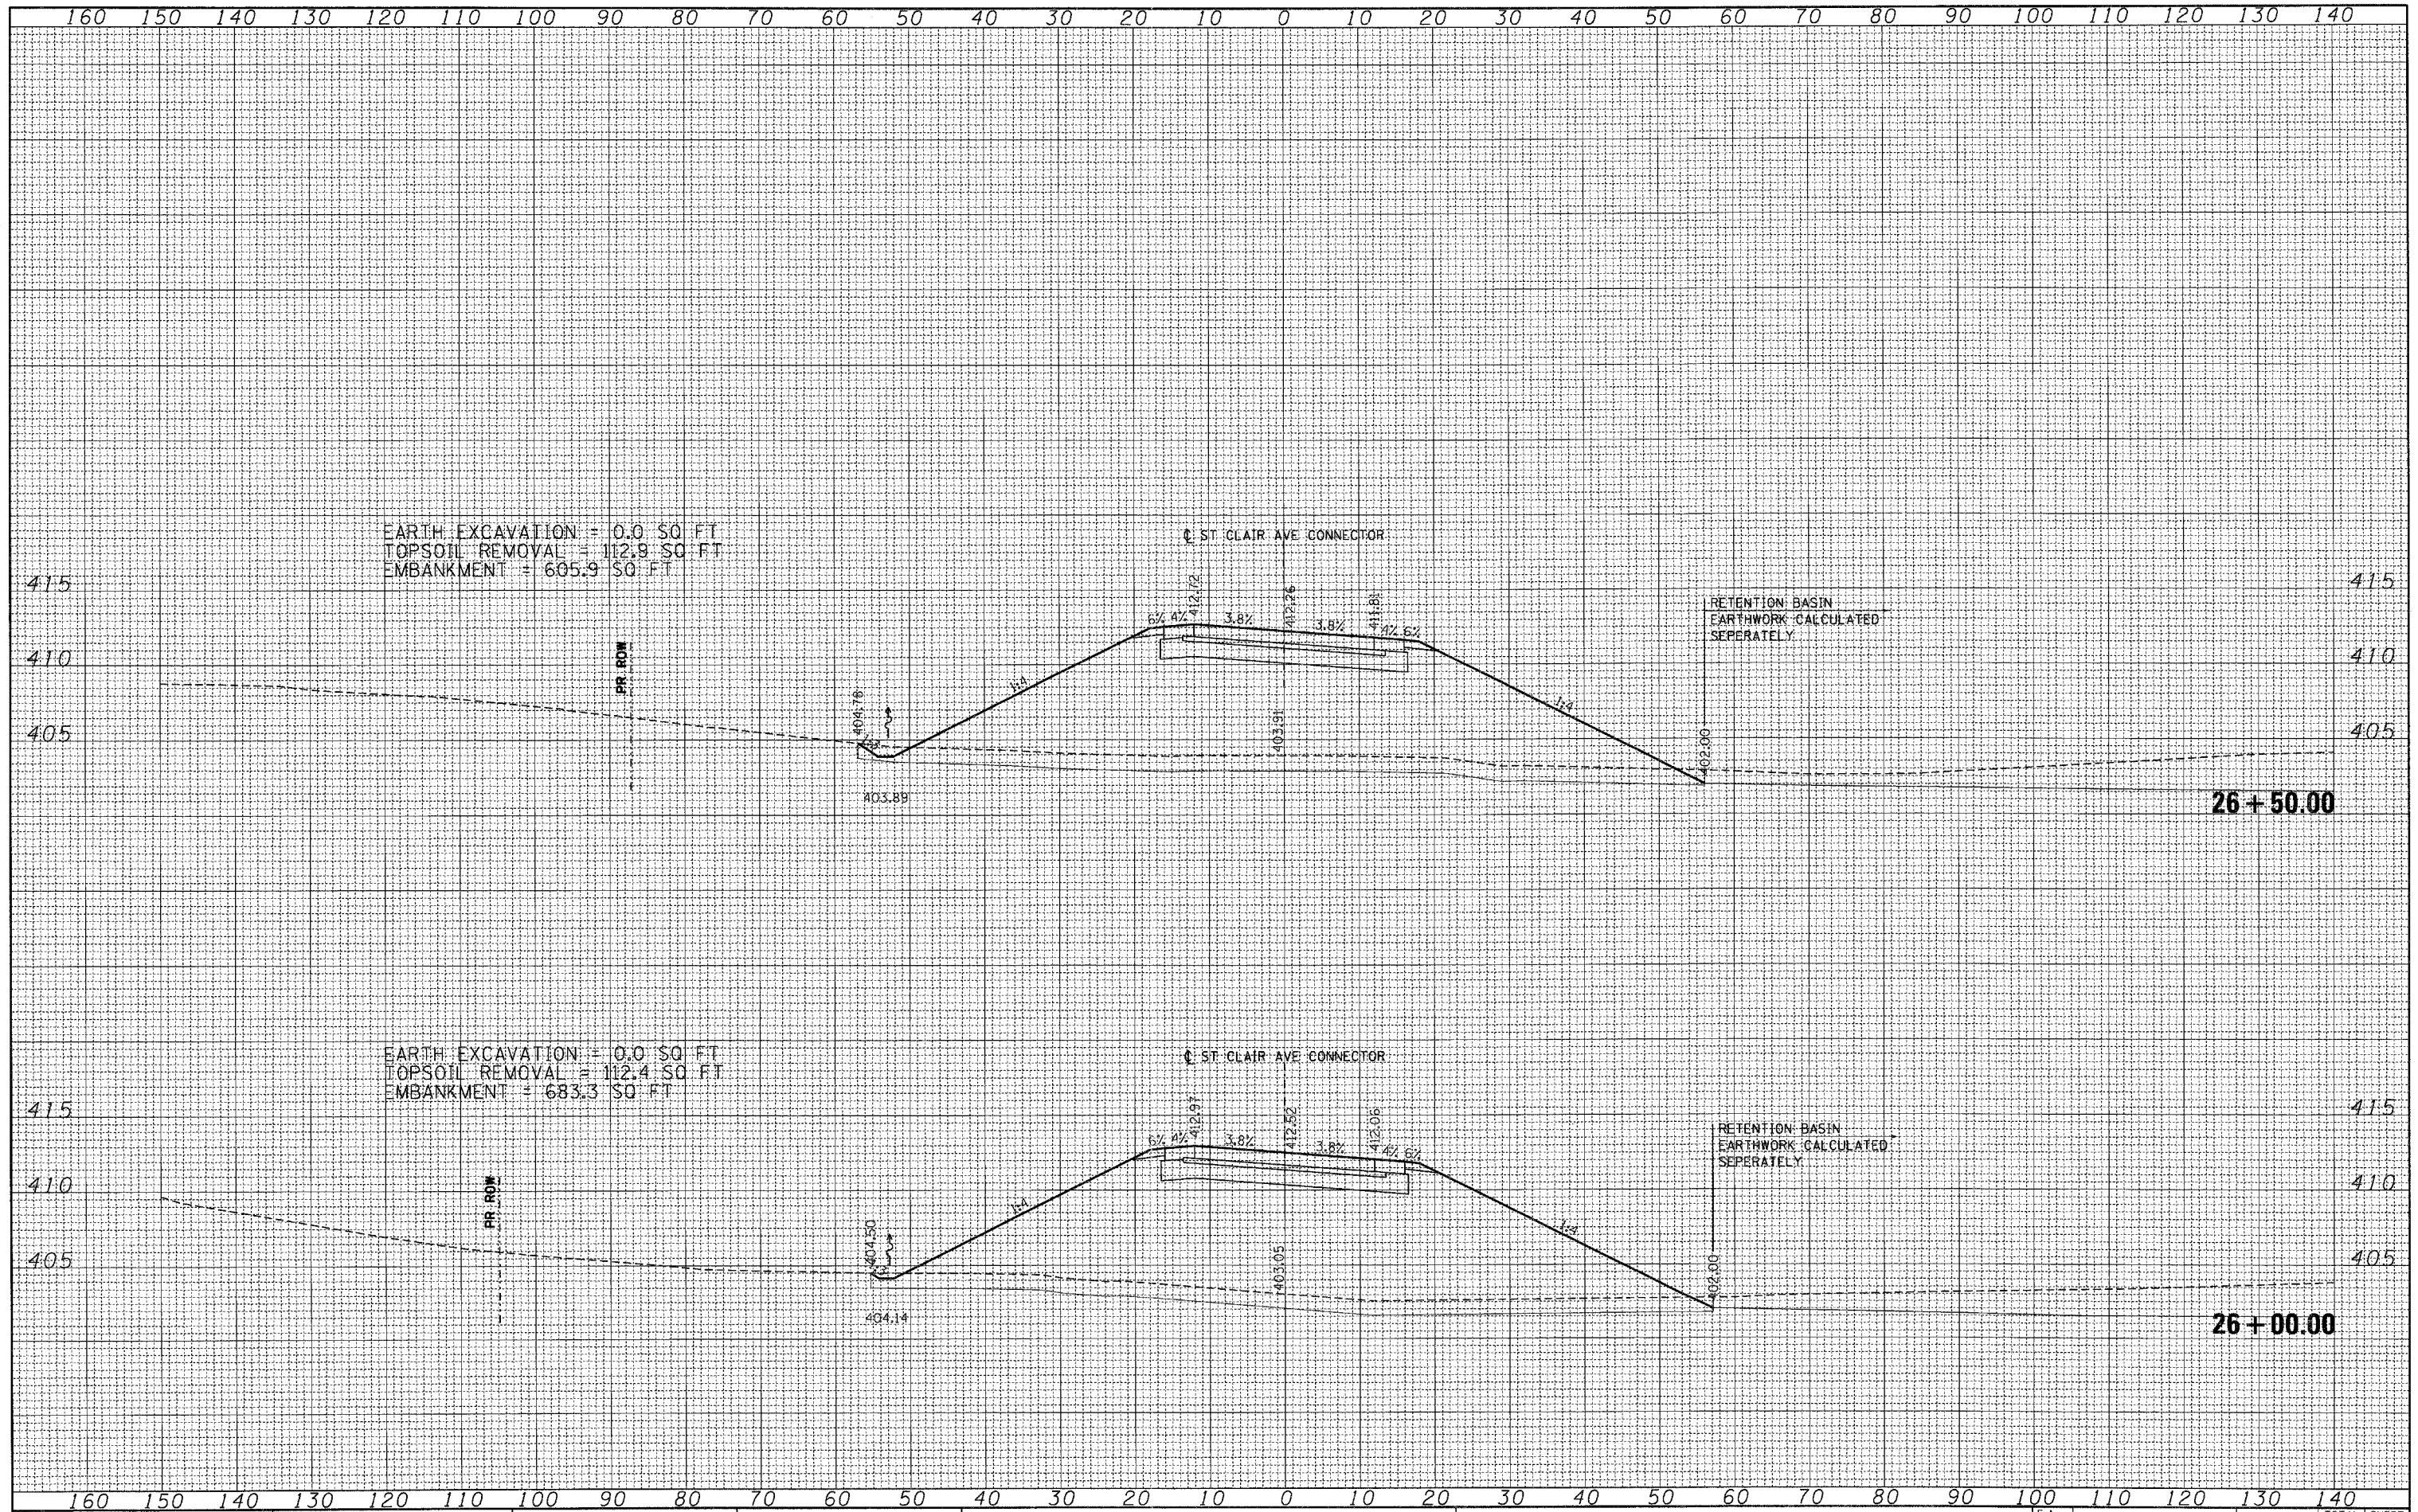 160 150 140 130 120 110 100 90 80 70 60 50 40 30 20 10 0 10 20 30 40 50 60 70 80 90 100 110 120 130 140
EARTH EXCAVATION = 0.0 SQ FT
TOPSOIL REMOVAL = 112.9 SQ FT
EMBANKMENT = 605.9 SQ FT
℄ ST CLAIR AVE CONNECTOR
415
415
412.72
412.26
411.81
RETENTION BASIN
EARTHWORK CALCULATED
SEPERATELY
6% 4% 3.8% 3.8% 4% 6%
410
410
PR ROW
1:4
1:4
404.78
405
405
1:3
403.91
402.00
403.89
26+50.00
EARTH EXCAVATION = 0.0 SQ FT
TOPSOIL REMOVAL = 112.4 SQ FT
EMBANKMENT = 683.3 SQ FT
℄ ST CLAIR AVE CONNECTOR
415
415
412.97
412.52
412.06
RETENTION BASIN
EARTHWORK CALCULATED
SEPERATELY
6% 4% 3.8% 3.8% 4% 6%
410
410
PR ROW
1:4
1:4
404.50
405
405
403.05
402.00
404.14
26+00.00
160 150 140 130 120 110 100 90 80 70 60 50 40 30 20 10 0 10 20 30 40 50 60 70 80 90 100 110 120 130 140